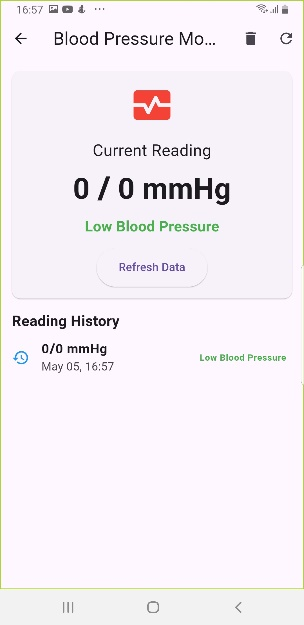 16:57
Blood Pressure Mo...
Current Reading
0 / 0 mmHg
Low Blood Pressure
Refresh Data
Reading History
0/0 mmHg
May 05, 16:57
Low Blood Pressure